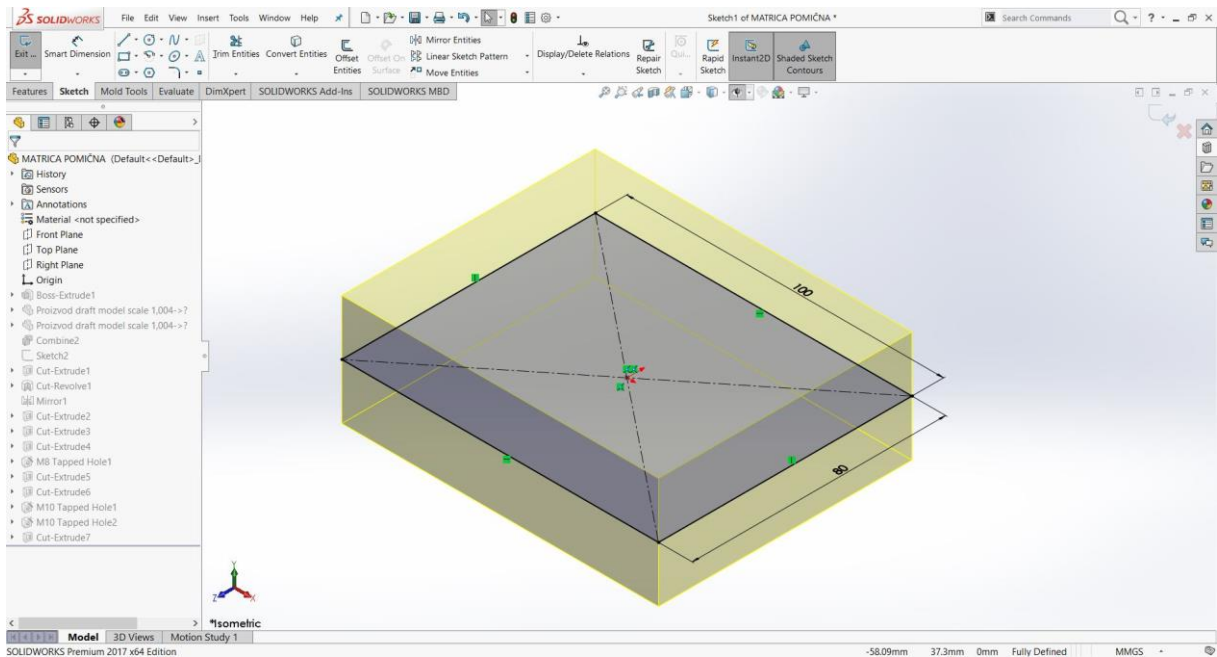 SOLIDWORKS File Edit View Insert Tools Window Help Sketch1 of MATRICA POMIČNA * Search Commands
Exit ... Smart Dimension Trim Entities Convert Entities Offset Entities Offset On Surface Mirror Entities Linear Sketch Pattern Move Entities Display/Delete Relations Repair Sketch Qui... Rapid Sketch Instant2D Shaded Sketch Contours
Features Sketch Mold Tools Evaluate DimXpert SOLIDWORKS Add-Ins SOLIDWORKS MBD
MATRICA POMIČNA (Default<<Default>_I
History
Sensors
Annotations
Material <not specified>
Front Plane
Top Plane
Right Plane
Origin
Boss-Extrude1
Proizvod draft model scale 1,004->?
Proizvod draft model scale 1,004->?
Combine2
Sketch2
Cut-Extrude1
Cut-Revolve1
Mirror1
Cut-Extrude2
Cut-Extrude3
Cut-Extrude4
M8 Tapped Hole1
Cut-Extrude5
Cut-Extrude6
M10 Tapped Hole1
M10 Tapped Hole2
Cut-Extrude7
100
80
Y
Z X
*Isometric
Model 3D Views Motion Study 1
SOLIDWORKS Premium 2017 x64 Edition -58.09mm 37.3mm 0mm Fully Defined MMGS